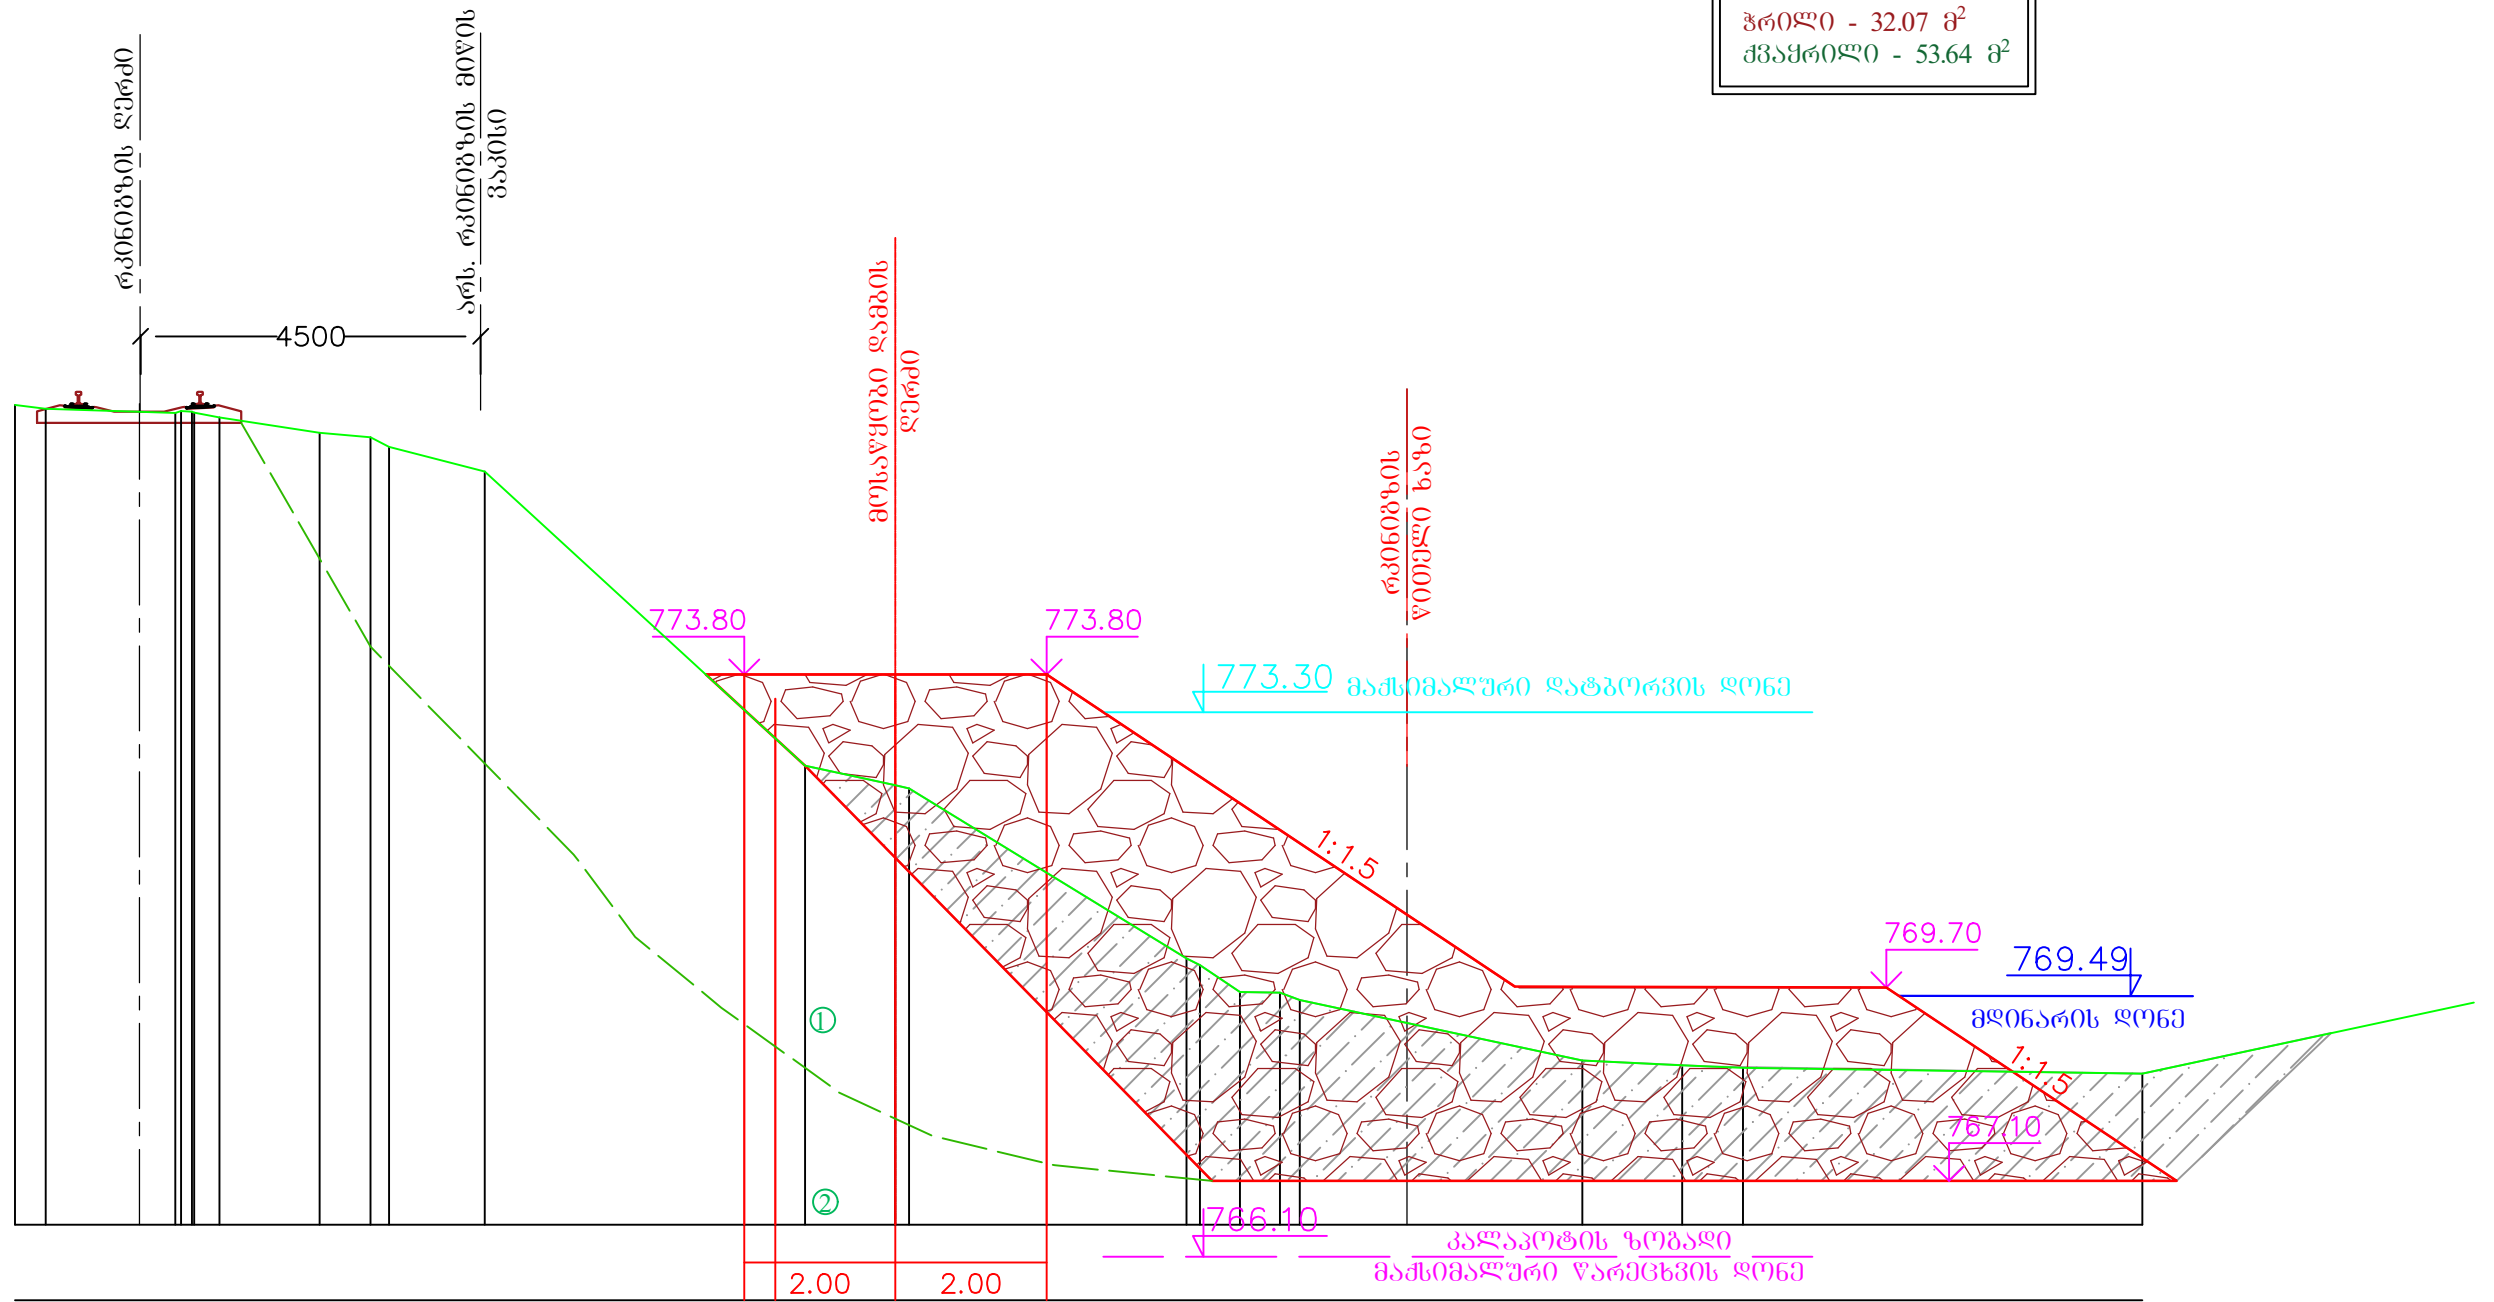 ჭრილი - 32.07 მ²
ქვაყრილი - 53.64 მ²
რკინიგზის ღერძი
არს. რკინიგზის მიწის
ვაკისი
4500
მოსაწყობი დამბის
ღერძი
რკინიგზის
წითელი ხაზი
773.80
773.80
773.30 მაქსიმალური დატბორვის დონე
1:1.5
769.70
769.49
მდინარის დონე
1:1.5
①
767.10
②
766.10
კალაპოტის ზოგადი
მაქსიმალური წარეცხვის დონე
2.00
2.00